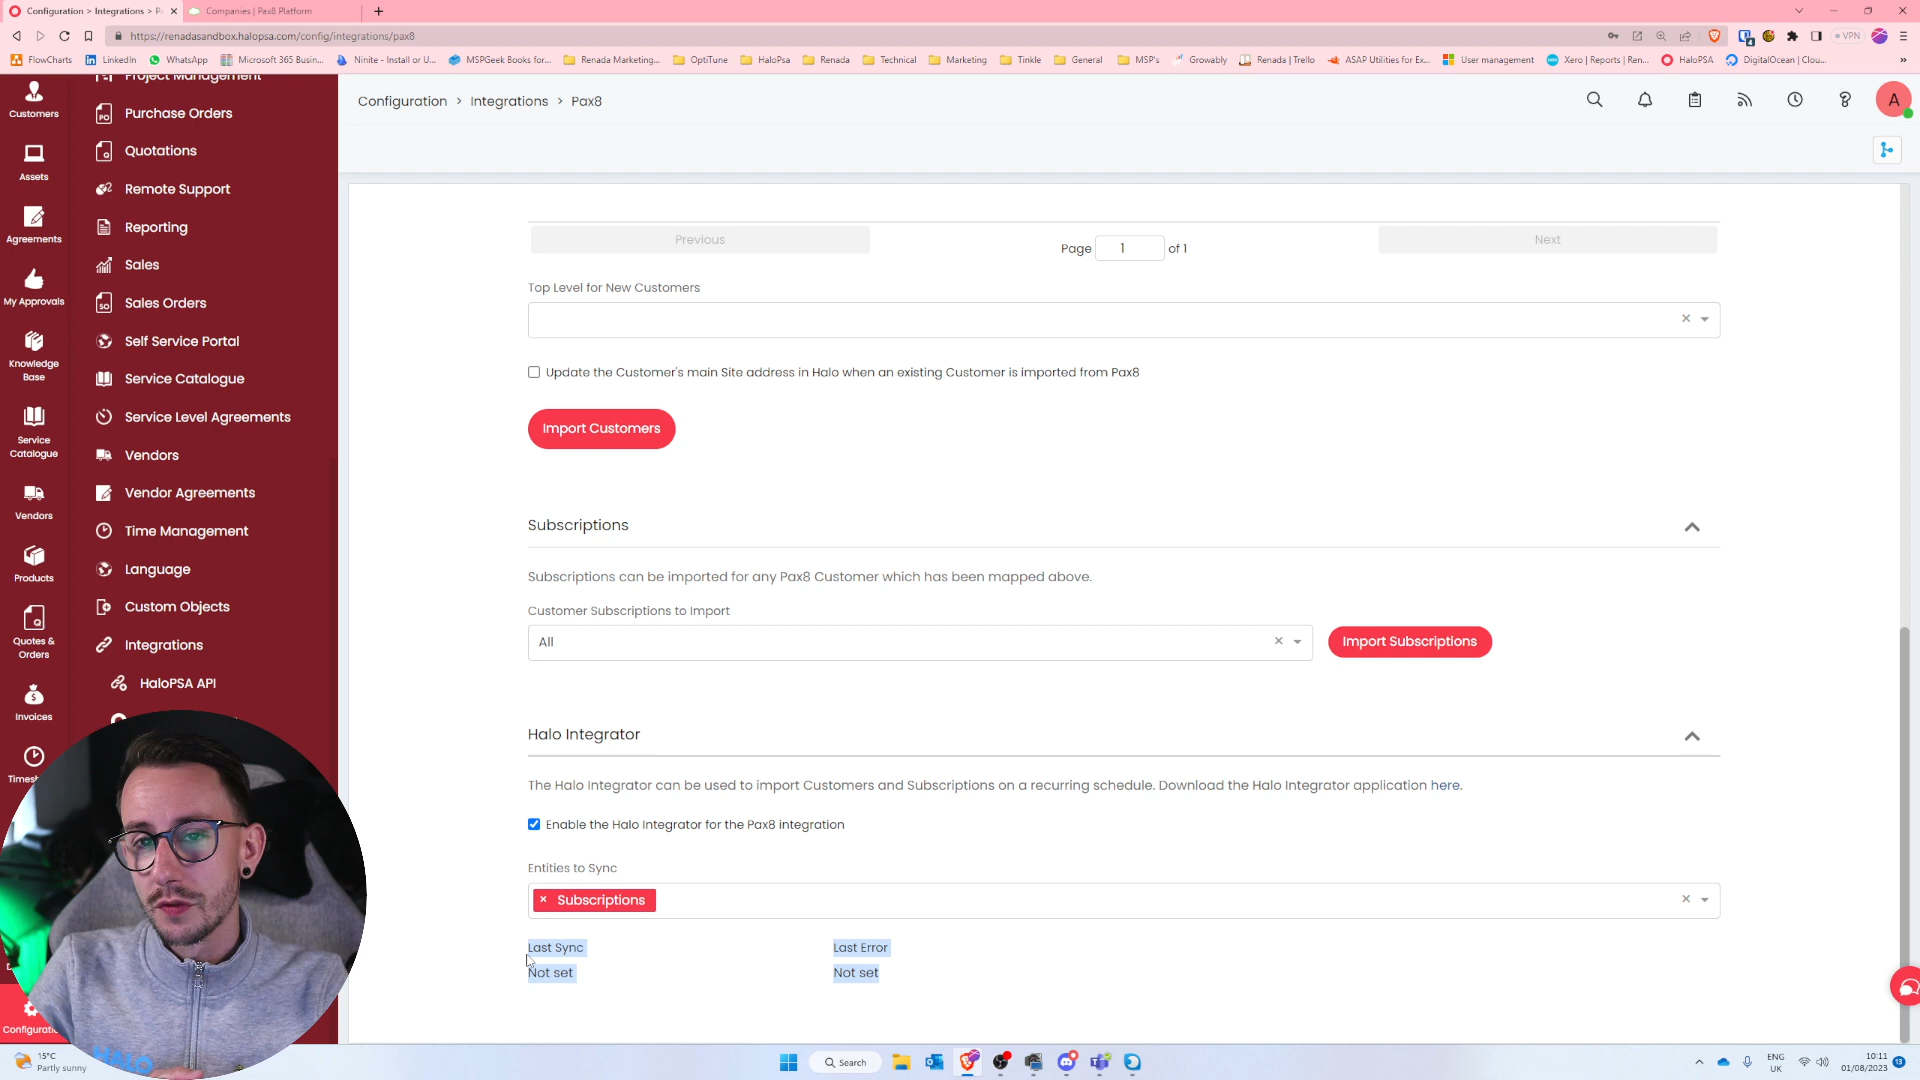 Configuration > Integrations > P
Companies | Pax8 Platform
https://renadasandbox.halopsa.com/config/integrations/pax8
VPN
FlowCharts
LinkedIn
WhatsApp
Microsoft 365 Busin...
Ninite - Install or U...
MSPGeek Books for...
Renada Marketing...
OptiTune
HaloPsa
Renada
Technical
Marketing
Tinkle
General
MSP's
Growably
Renada | Trello
ASAP Utilities for Ex...
User management
Xero | Reports | Ren...
HaloPSA
DigitalOcean | Clou...
Customers
Assets
Agreements
My Approvals
Knowledge
Base
Service
Catalogue
Vendors
Products
Quotes &
Orders
Invoices
Configuratio
Project Management
Purchase Orders
Quotations
Remote Support
Reporting
Sales
Sales Orders
Self Service Portal
Service Catalogue
Service Level Agreements
Vendors
Vendor Agreements
Time Management
Language
Custom Objects
Integrations
HaloPSA API
Configuration > Integrations > Pax8
A
Previous
Page 1 of 1
Next
Top Level for New Customers
Update the Customer's main Site address in Halo when an existing Customer is imported from Pax8
Import Customers
Subscriptions
Subscriptions can be imported for any Pax8 Customer which has been mapped above.
Customer Subscriptions to Import
All
Import Subscriptions
Halo Integrator
The Halo Integrator can be used to import Customers and Subscriptions on a recurring schedule. Download the Halo Integrator application here.
Enable the Halo Integrator for the Pax8 integration
Entities to Sync
× Subscriptions
Last Sync
Last Error
Not set
Not set
HALO
15°C
Partly sunny
Search
ENG
UK
10:11
01/08/2023
13